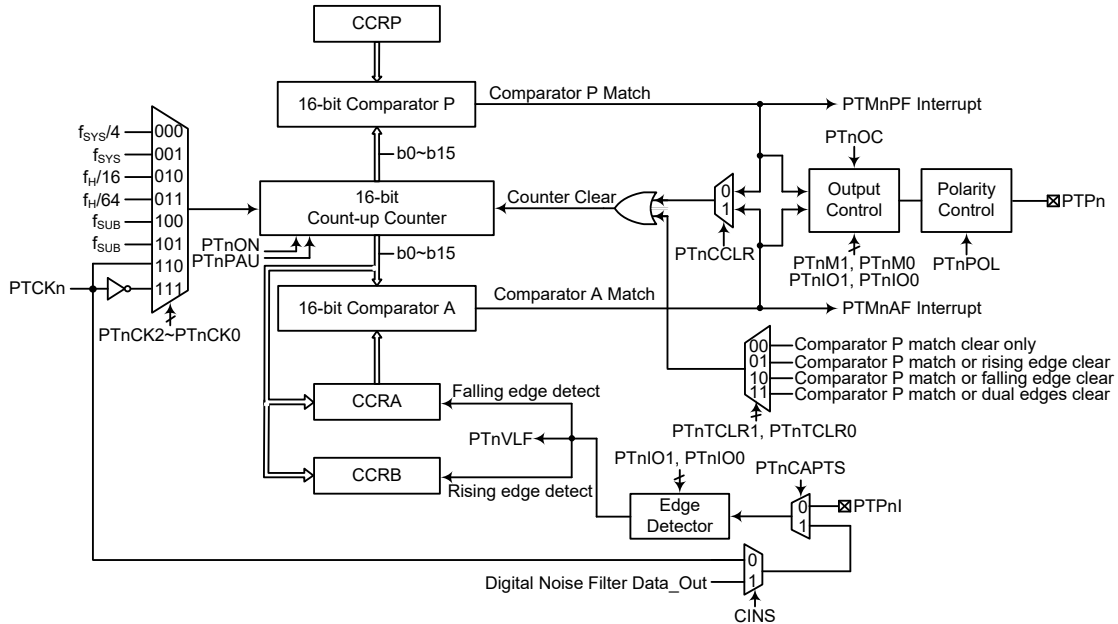 CCRP
16-bit Comparator P
Comparator P Match
PTMnPF Interrupt
b0~b15
PTnOC
fSYS/4
000
fSYS
001
fH/16
010
fH/64
011
fSUB
100
fSUB
101
110
111
16-bit
Count-up Counter
Counter Clear
0
1
PTnCCLR
Output
Control
Polarity
Control
PTPn
PTnON
PTnPAU
b0~b15
PTnM1, PTnM0
PTnIO1, PTnIO0
PTnPOL
PTCKn
PTnCK2~PTnCK0
16-bit Comparator A
Comparator A Match
PTMnAF Interrupt
00
Comparator P match clear only
01
Comparator P match or rising edge clear
10
Comparator P match or falling edge clear
11
Comparator P match or dual edges clear
PTnTCLR1, PTnTCLR0
CCRA
Falling edge detect
PTnVLF
CCRB
Rising edge detect
PTnIO1, PTnIO0
PTnCAPTS
Edge
Detector
0
1
PTPnI
0
1
Digital Noise Filter Data_Out
CINS